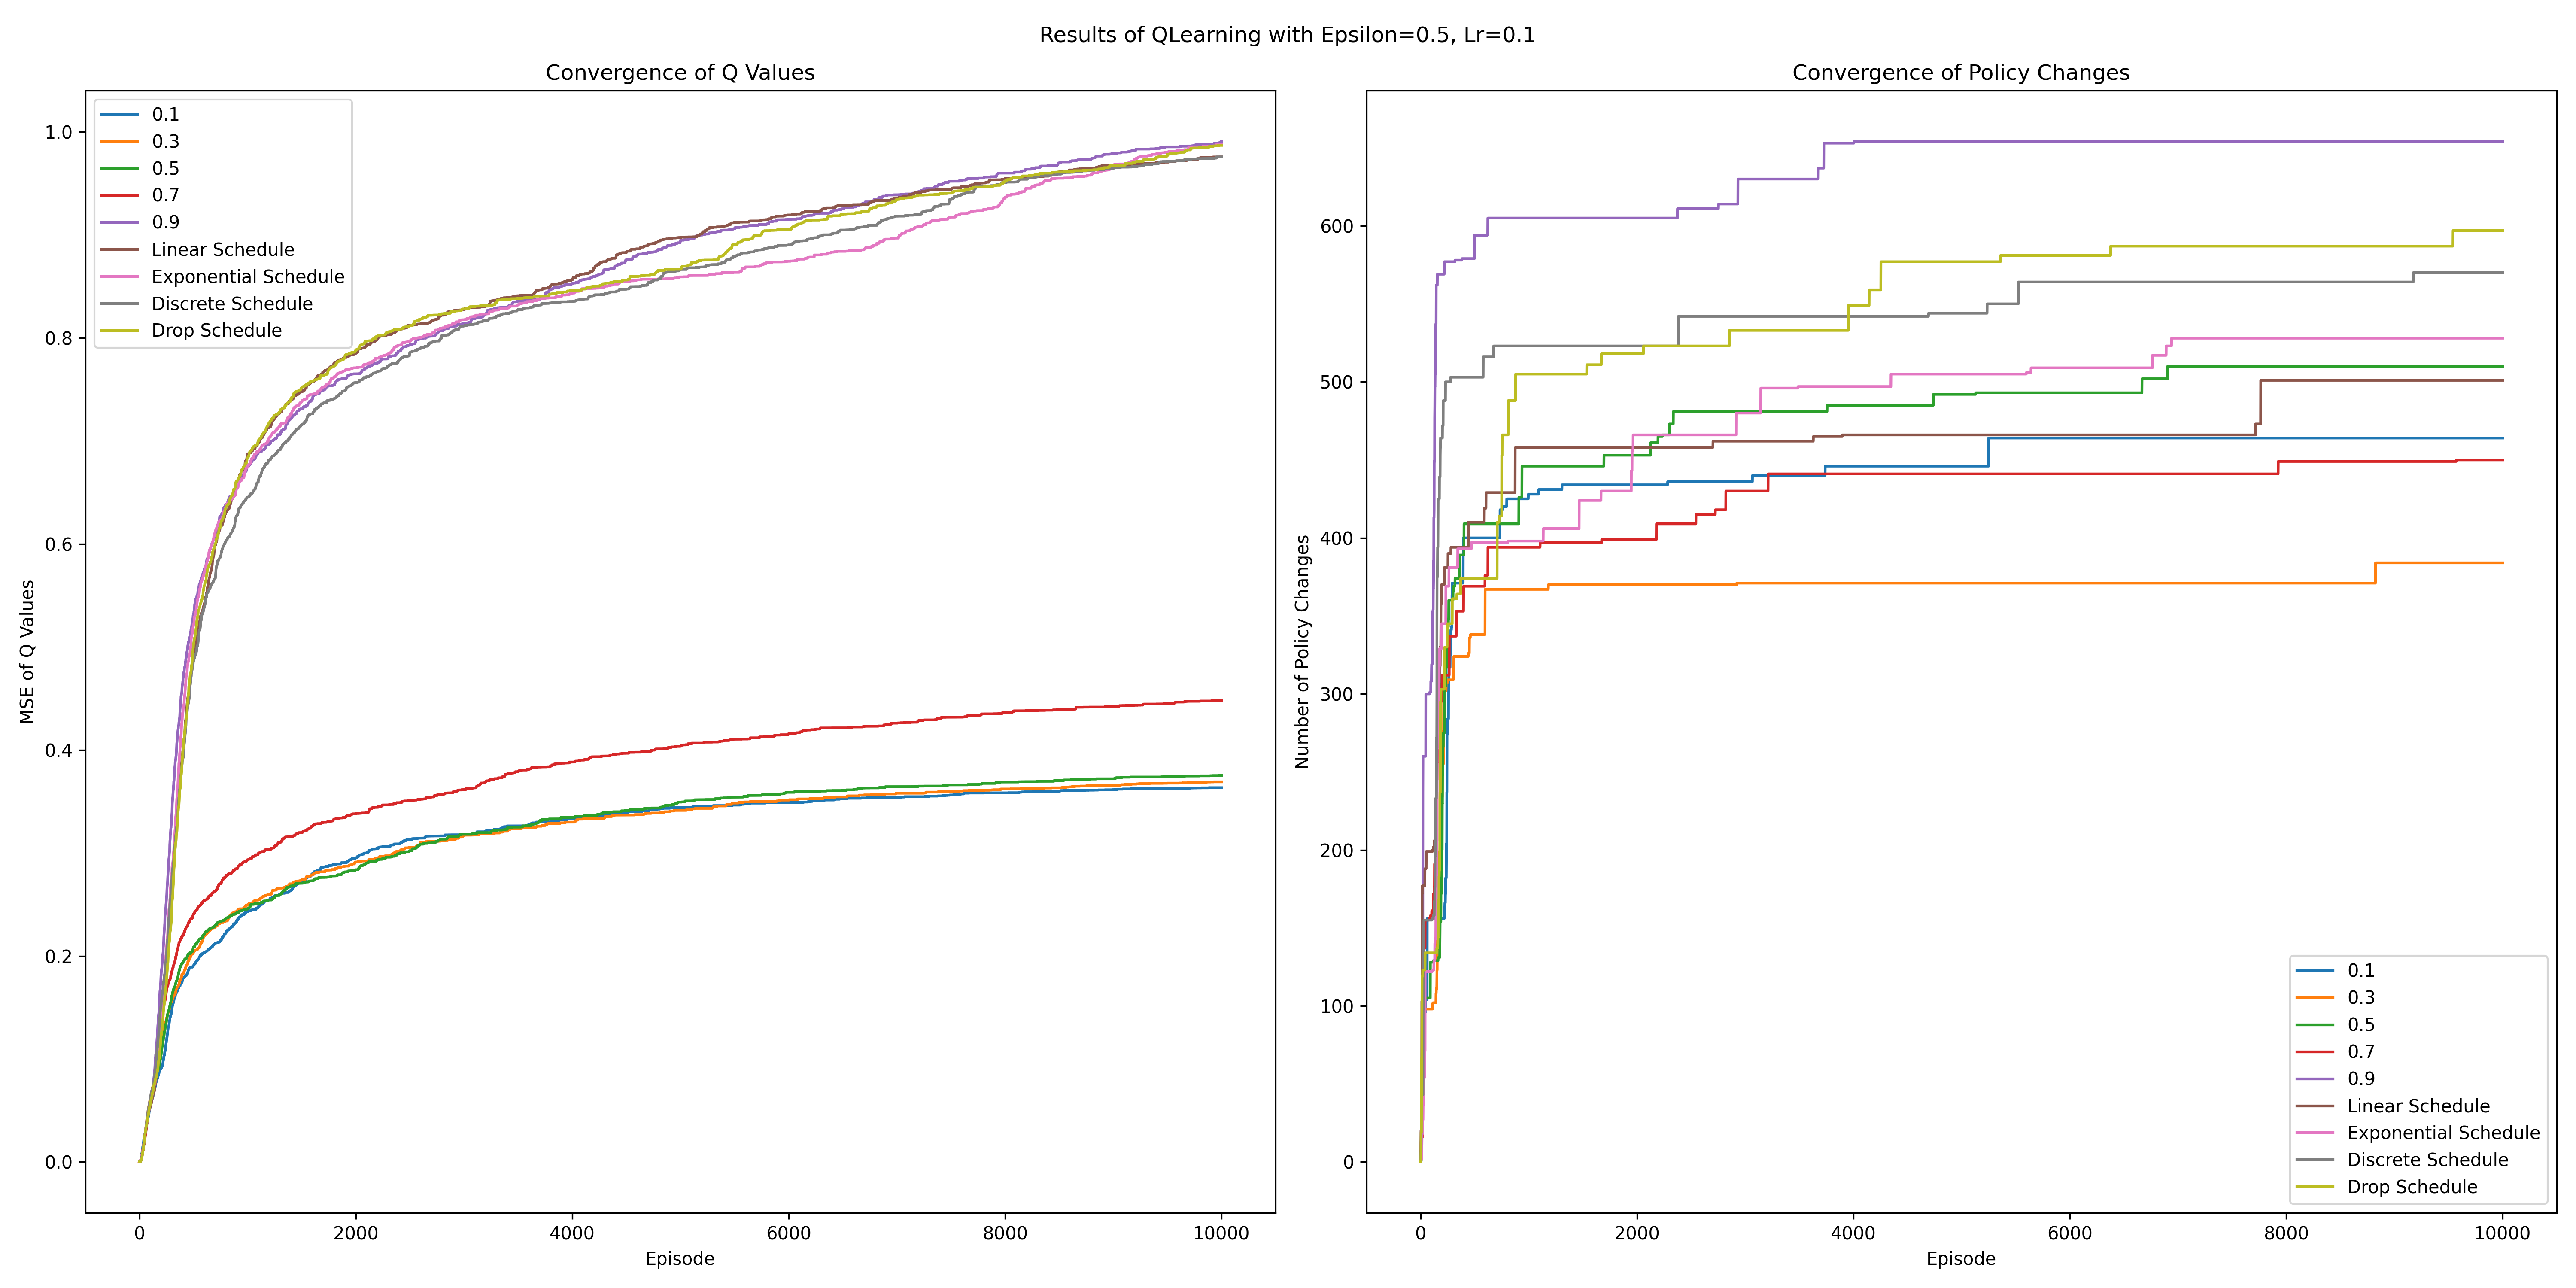 Results of QLearning with Epsilon=0.5, Lr=0.1
Convergence of Q Values
MSE of Q Values
1.0
0.8
0.6
0.4
0.2
0.0
0.1
0.3
0.5
0.7
0.9
Linear Schedule
Exponential Schedule
Discrete Schedule
Drop Schedule
0 2000 4000 6000 8000 10000
Episode
Convergence of Policy Changes
Number of Policy Changes
600
500
400
300
200
100
0
0.1
0.3
0.5
0.7
0.9
Linear Schedule
Exponential Schedule
Discrete Schedule
Drop Schedule
0 2000 4000 6000 8000 10000
Episode